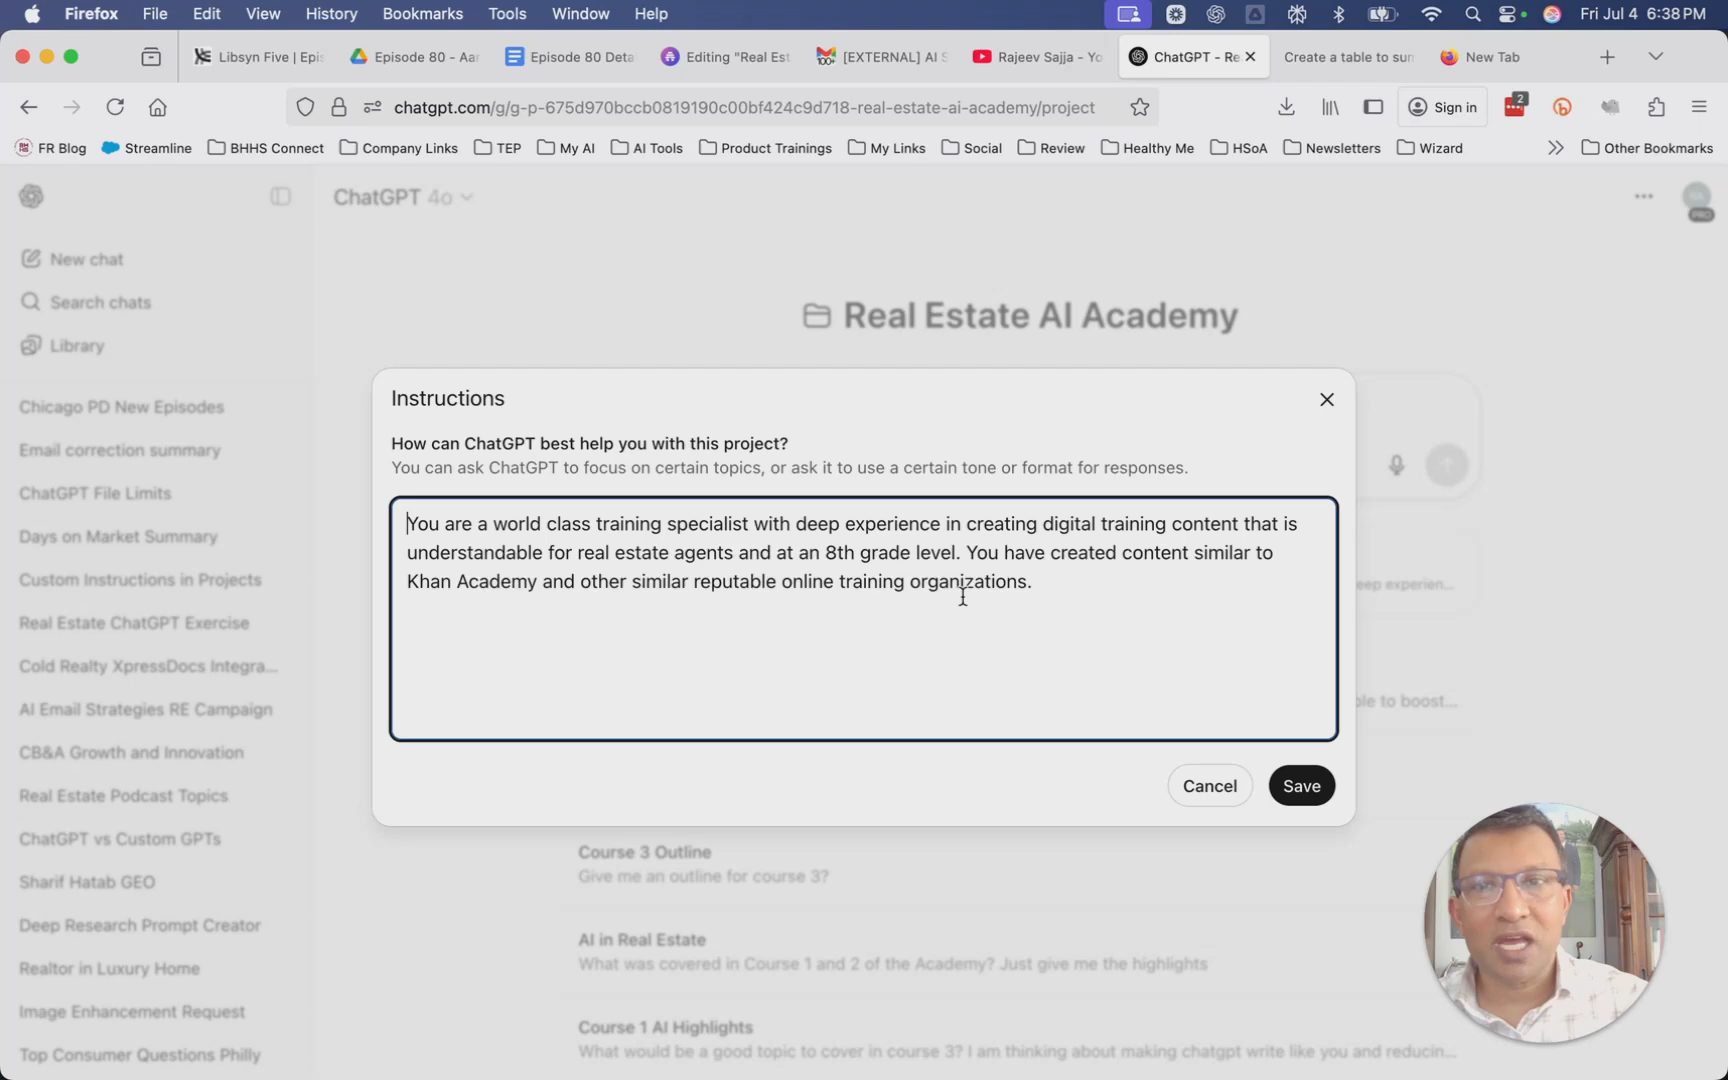 Firefox File Edit View History Bookmarks Tools Window Help Fri Jul 4 6:38 PM
Libsyn Five | Epis Episode 80 - Aar Episode 80 Deta Editing "Real Est 100+ [EXTERNAL] AI S Rajeev Sajja - Yo ChatGPT - Re Create a table to sum New Tab
chatgpt.com/g/g-p-675d970bccb0819190c00bf424c9d718-real-estate-ai-academy/project Sign in 2
FR Blog Streamline BHHS Connect Company Links TEP My AI AI Tools Product Trainings My Links Social Review Healthy Me HSoA Newsletters Wizard Other Bookmarks
ChatGPT 4o
PRO
New chat
Search chats
Library
Chicago PD New Episodes
Email correction summary
ChatGPT File Limits
Days on Market Summary
Custom Instructions in Projects
Real Estate ChatGPT Exercise
Cold Realty XpressDocs Integra...
AI Email Strategies RE Campaign
CB&A Growth and Innovation
Real Estate Podcast Topics
ChatGPT vs Custom GPTs
Sharif Hatab GEO
Deep Research Prompt Creator
Realtor in Luxury Home
Image Enhancement Request
Top Consumer Questions Philly
Real Estate AI Academy
Instructions
How can ChatGPT best help you with this project?
You can ask ChatGPT to focus on certain topics, or ask it to use a certain tone or format for responses.
You are a world class training specialist with deep experience in creating digital training content that is
understandable for real estate agents and at an 8th grade level. You have created content similar to
Khan Academy and other similar reputable online training organizations.
Cancel Save
eep experien...
ble to boost...
Course 3 Outline
Give me an outline for course 3?
AI in Real Estate
What was covered in Course 1 and 2 of the Academy? Just give me the highlights
Course 1 AI Highlights
What would be a good topic to cover in course 3? I am thinking about making chatgpt write like you and reducin...